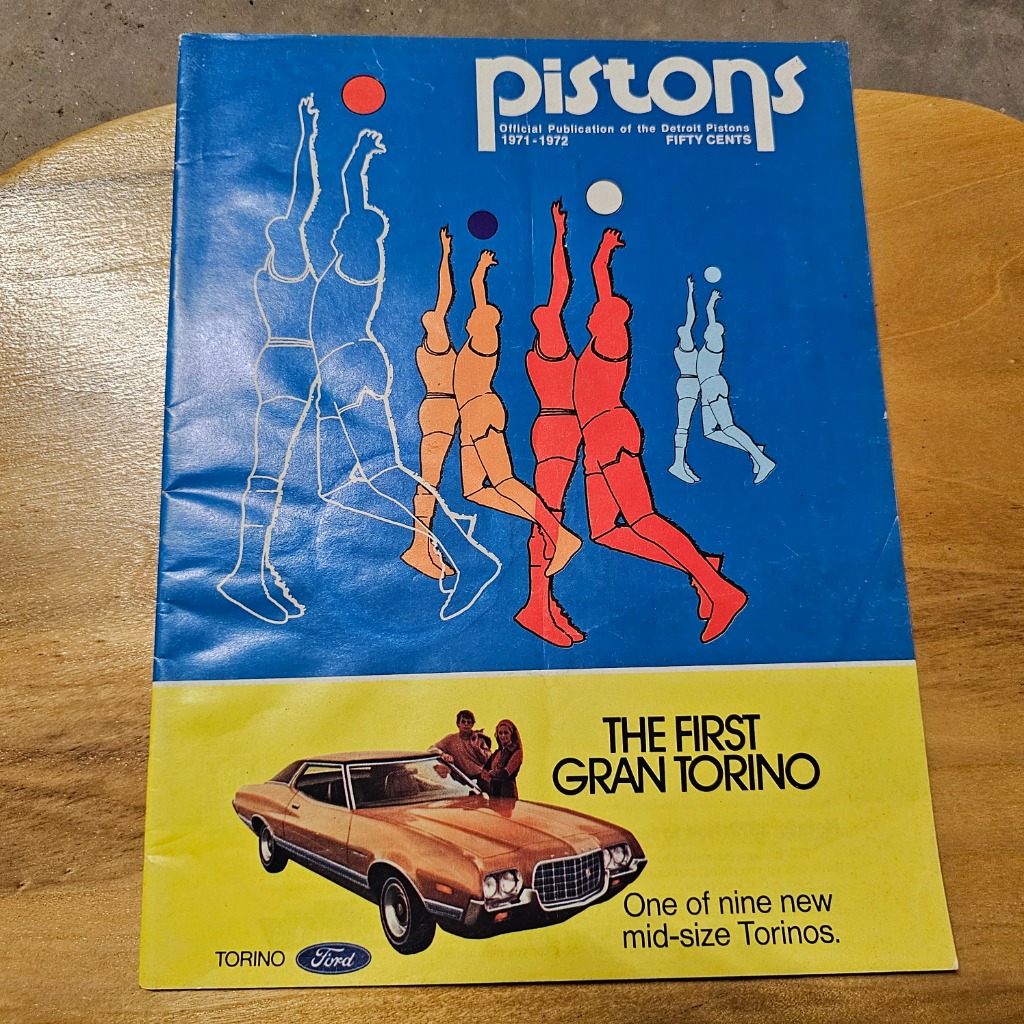 pistons
Official Publication of the Detroit Pistons
1971-1972 FIFTY CENTS
THE FIRST
GRAN TORINO
One of nine new
mid-size Torinos.
TORINO Ford